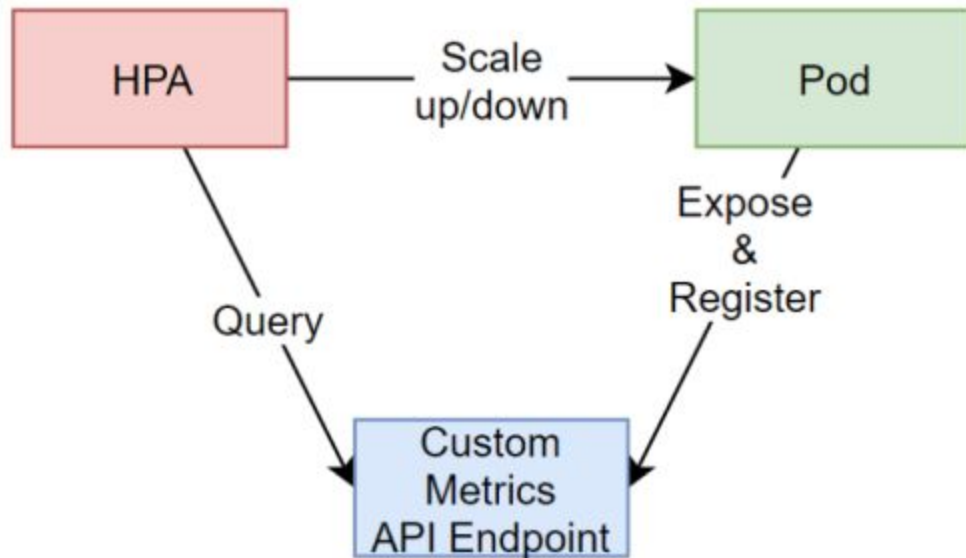 HPA
Scale
up/down
Pod
Expose
&
Register
Query
Custom
Metrics
API Endpoint